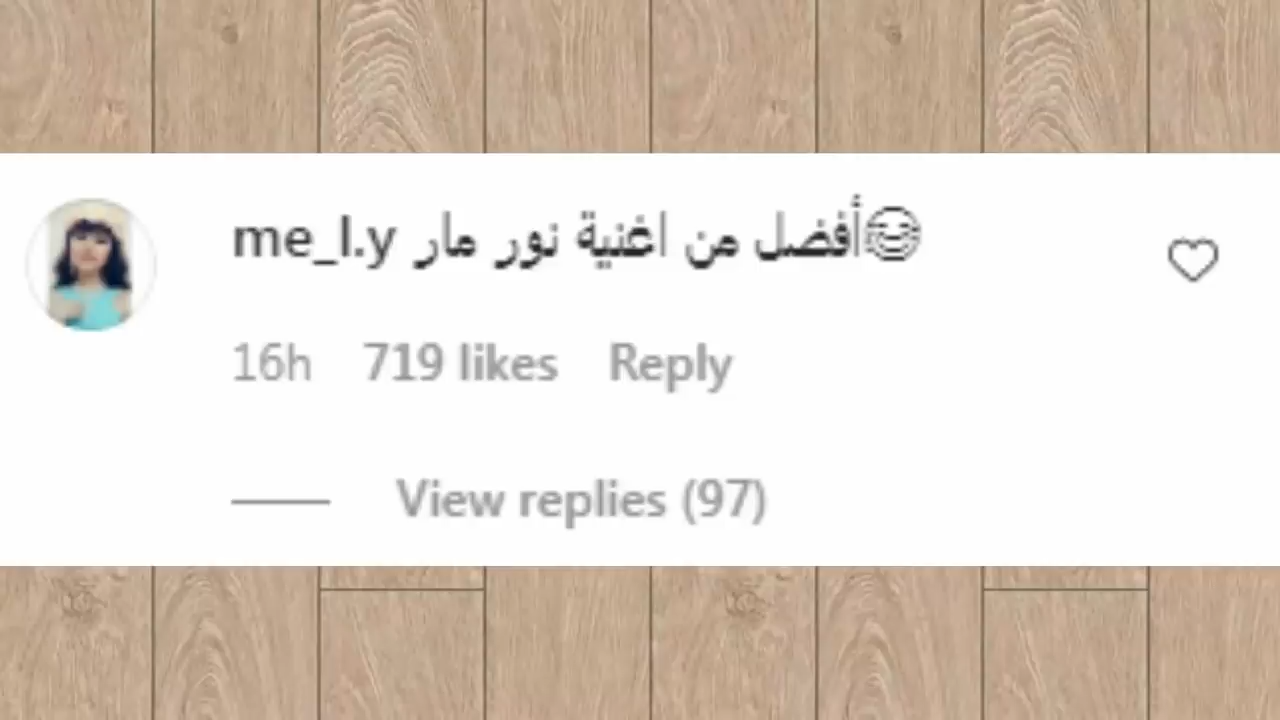 me_l.y أفضل من اغنية نور مار😂
16h 719 likes Reply
View replies (97)